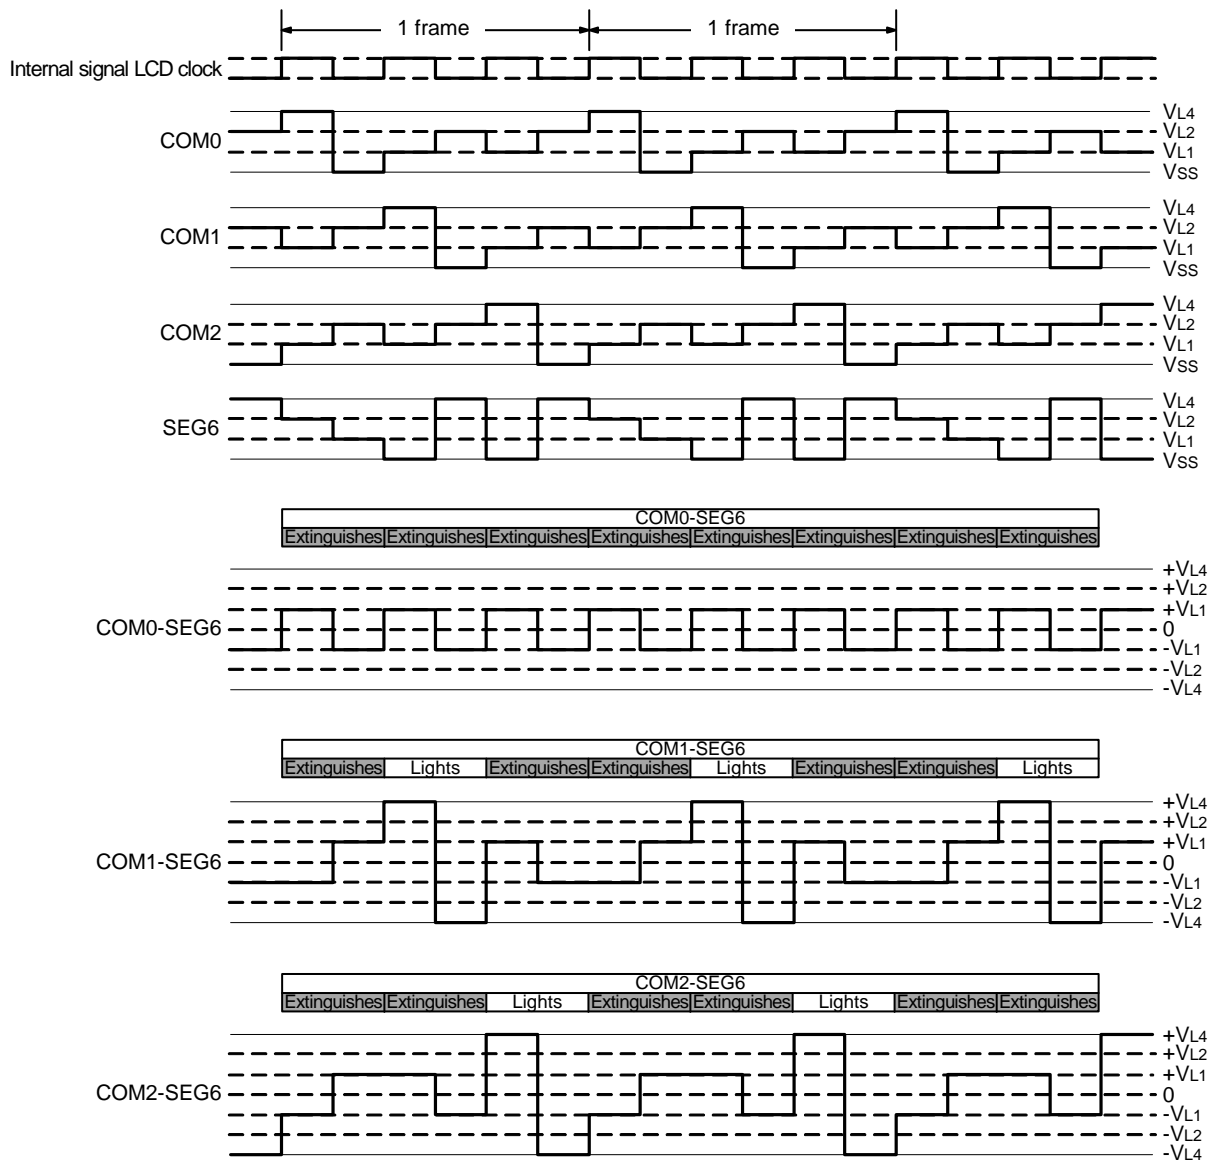 1 frame 1 frame
Internal signal LCD clock
VL4
COM0 VL2
VL1
VSS
VL4
COM1 VL2
VL1
VSS
VL4
COM2 VL2
VL1
VSS
VL4
SEG6 VL2
VL1
VSS
COM0-SEG6
Extinguishes Extinguishes Extinguishes Extinguishes Extinguishes Extinguishes Extinguishes Extinguishes
+VL4
+VL2
+VL1
COM0-SEG6 0
-VL1
-VL2
-VL4
COM1-SEG6
Extinguishes Lights Extinguishes Extinguishes Lights Extinguishes Extinguishes Lights
+VL4
+VL2
+VL1
COM1-SEG6 0
-VL1
-VL2
-VL4
COM2-SEG6
Extinguishes Extinguishes Lights Extinguishes Extinguishes Lights Extinguishes Extinguishes
+VL4
+VL2
+VL1
COM2-SEG6 0
-VL1
-VL2
-VL4